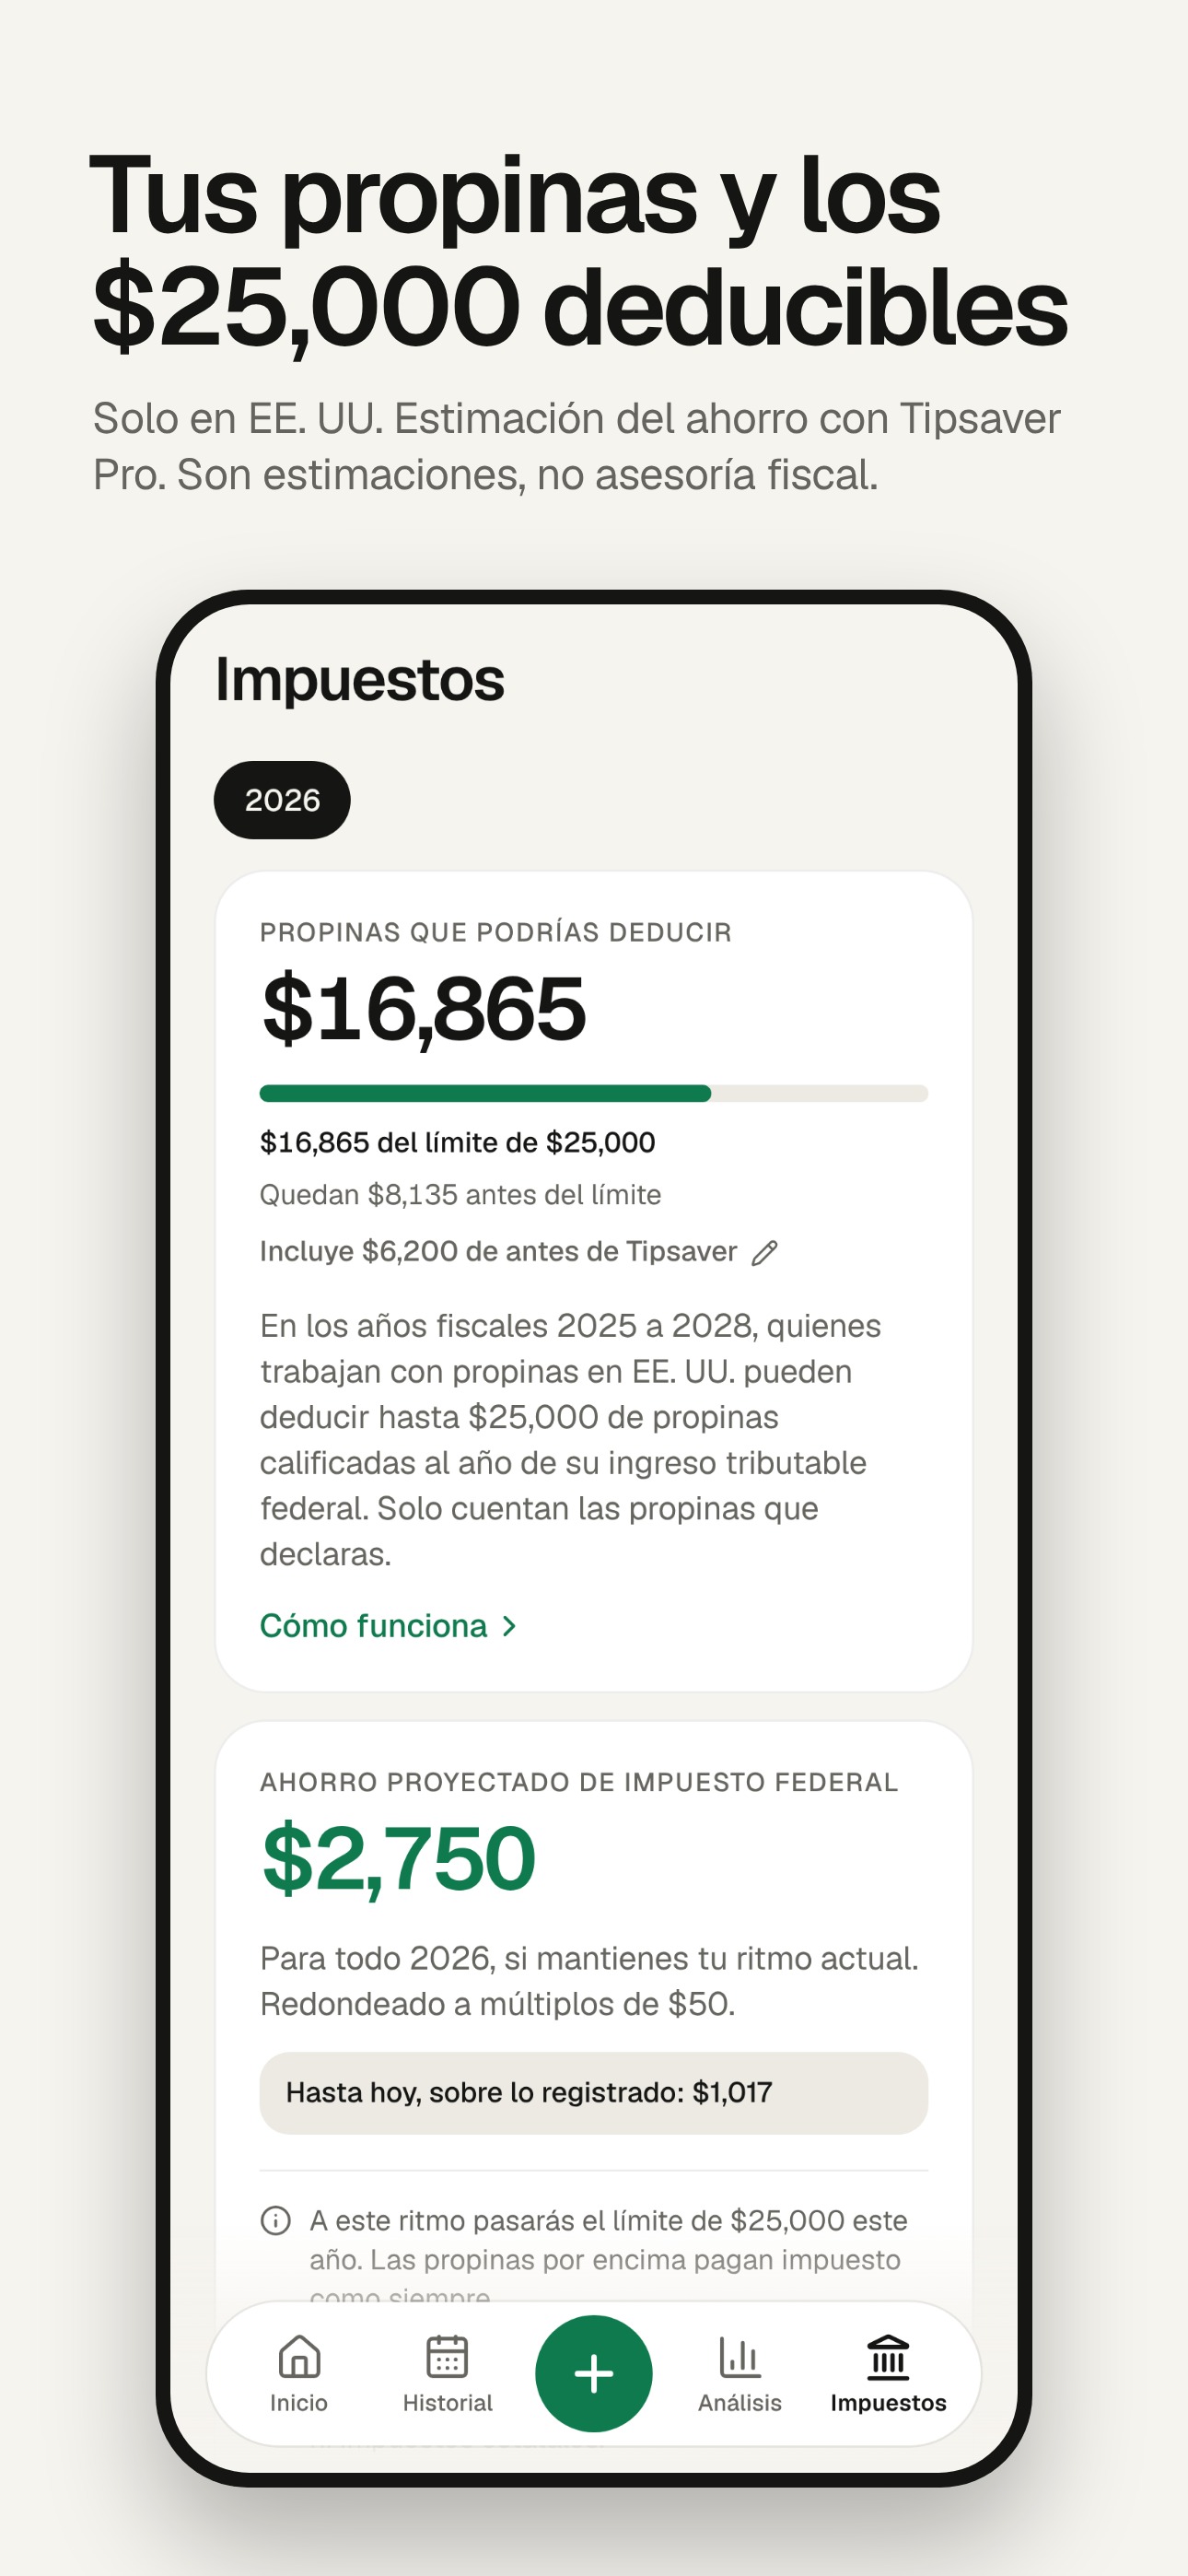 Tus propinas y los
$25,000 deducibles
Solo en EE. UU. Estimación del ahorro con Tipsaver
Pro. Son estimaciones, no asesoría fiscal.
Impuestos
2026
PROPINAS QUE PODRÍAS DEDUCIR
$16,865
$16,865 del límite de $25,000
Quedan $8,135 antes del límite
Incluye $6,200 de antes de Tipsaver
En los años fiscales 2025 a 2028, quienes
trabajan con propinas en EE. UU. pueden
deducir hasta $25,000 de propinas
calificadas al año de su ingreso tributable
federal. Solo cuentan las propinas que
declaras.
Cómo funciona
AHORRO PROYECTADO DE IMPUESTO FEDERAL
$2,750
Para todo 2026, si mantienes tu ritmo actual.
Redondeado a múltiplos de $50.
Hasta hoy, sobre lo registrado: $1,017
A este ritmo pasarás el límite de $25,000 este
año. Las propinas por encima pagan impuesto
como siempre
Inicio
Historial
Análisis
Impuestos